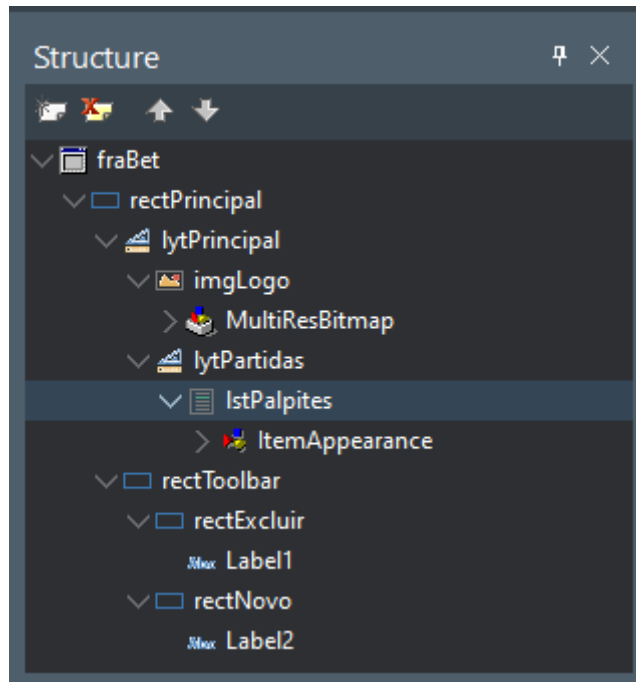 Structure
fraBet
rectPrincipal
lytPrincipal
imgLogo
MultiResBitmap
lytPartidas
lstPalpites
ItemAppearance
rectToolbar
rectExcluir
Label1
rectNovo
Label2